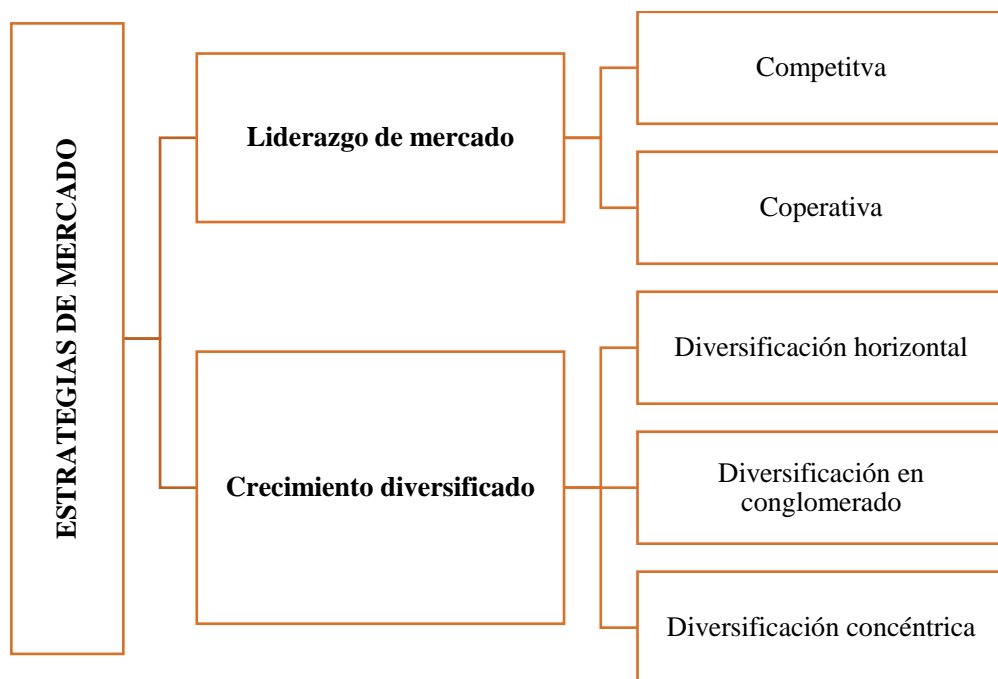 ESTRATEGIAS DE MERCADO
Liderazgo de mercado
Competitva
Coperativa
Crecimiento diversificado
Diversificación horizontal
Diversificación en
conglomerado
Diversificación concéntrica